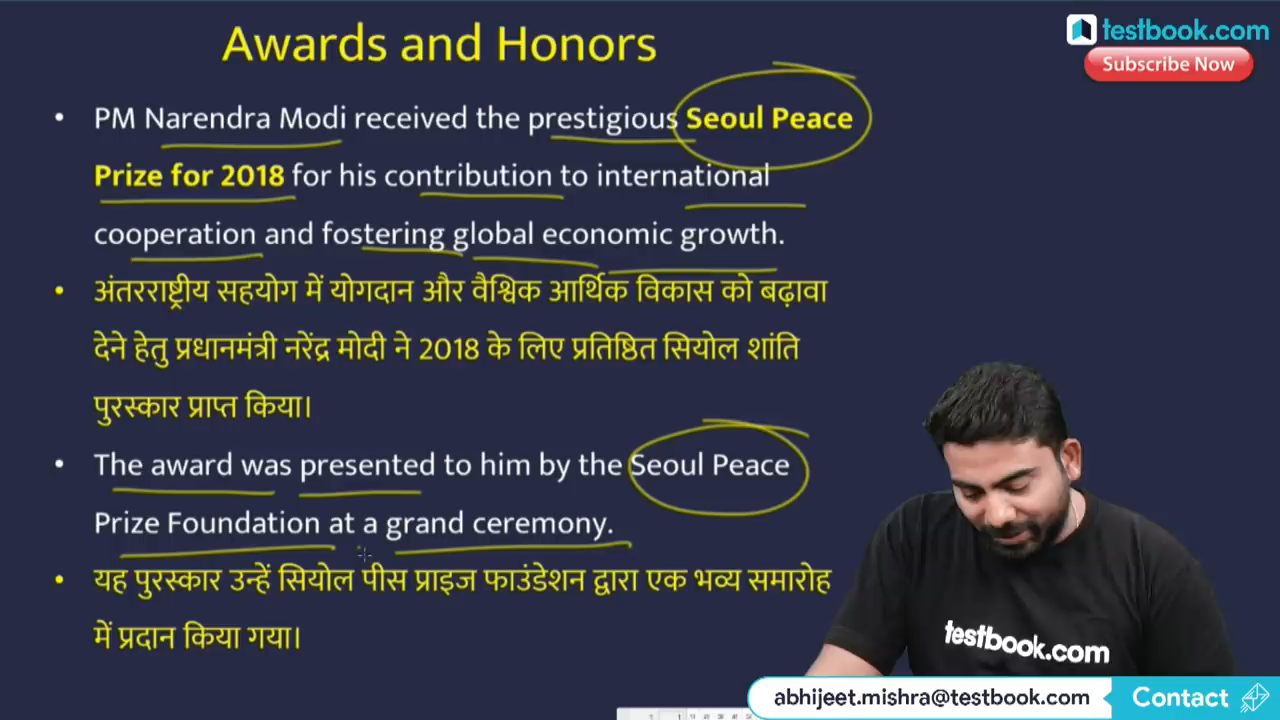 Awards and Honors
testbook.com
Subscribe Now
• PM Narendra Modi received the prestigious Seoul Peace
Prize for 2018 for his contribution to international
cooperation and fostering global economic growth.
• अंतरराष्ट्रीय सहयोग में योगदान और वैश्विक आर्थिक विकास को बढ़ावा
देने हेतु प्रधानमंत्री नरेंद्र मोदी ने 2018 के लिए प्रतिष्ठित सियोल शांति
पुरस्कार प्राप्त किया।
• The award was presented to him by the Seoul Peace
Prize Foundation at a grand ceremony.
• यह पुरस्कार उन्हें सियोल पीस प्राइज फाउंडेशन द्वारा एक भव्य समारोह
में प्रदान किया गया।
testbook.com
abhijeet.mishra@testbook.com Contact